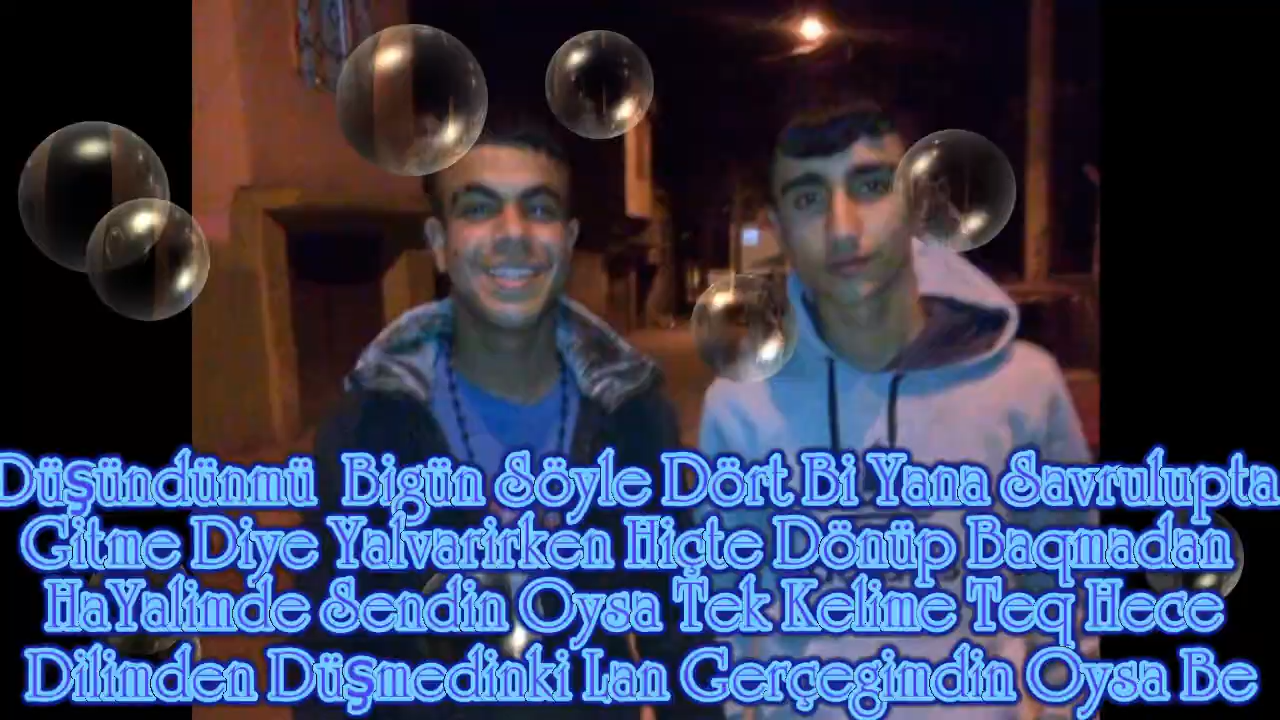 Düşündünmü Bigün Söyle Dört Bi Yana Savrulupta
Gitme Diye Yalvarirken Hiçte Dönüp Baqmadan
HaYalimde Sendin Oysa Tek Kelime Teq Hece
Dilimden Düşmedinki Lan Gerçegimdin Oysa Be